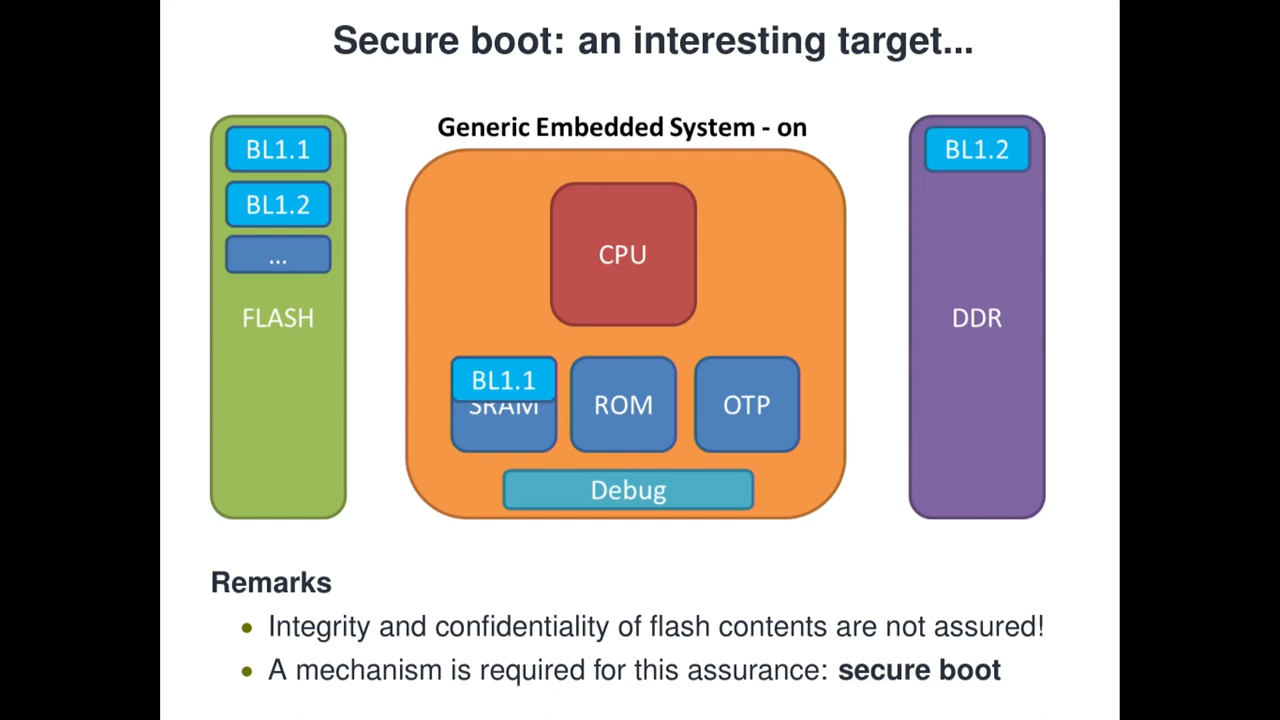 Secure boot: an interesting target...
Generic Embedded System - on
BL1.1
BL1.2
...
FLASH
CPU
BL1.1
SRAM
ROM
OTP
Debug
BL1.2
DDR
Remarks
• Integrity and confidentiality of flash contents are not assured!
• A mechanism is required for this assurance: secure boot